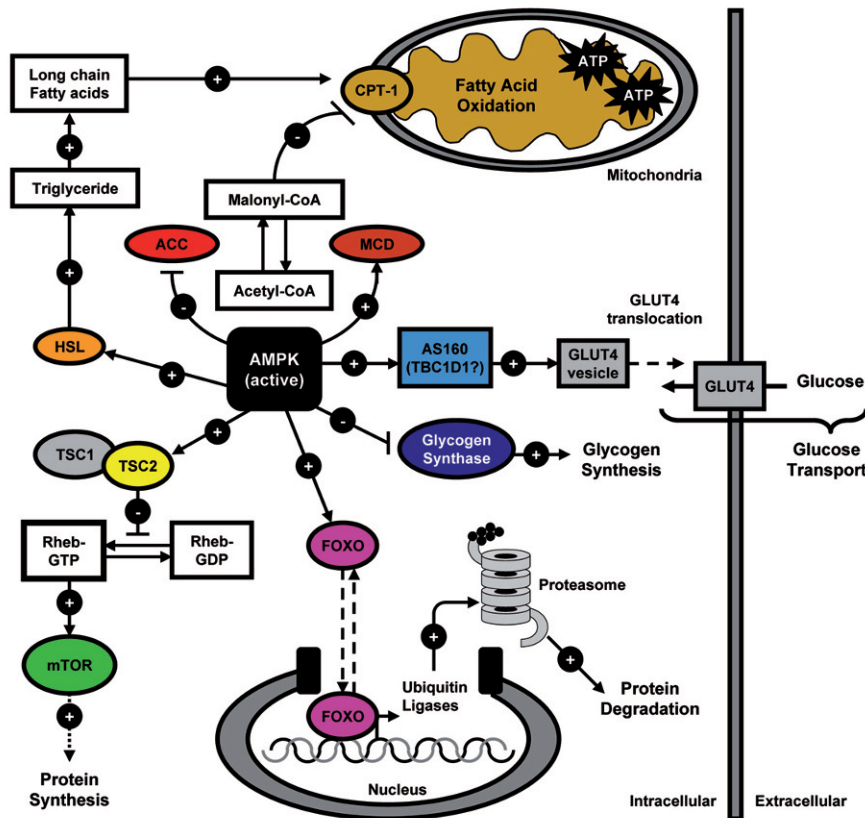 Long chain
Fatty acids
+
CPT-1
Fatty Acid
Oxidation
ATP
ATP
+
-
Mitochondria
Triglyceride
Malonyl-CoA
ACC
MCD
+
Acetyl-CoA
-
+
GLUT4
translocation
HSL
+
AMPK
(active)
+
AS160
(TBC1D1?)
+
GLUT4
vesicle
GLUT4
Glucose
+
-
TSC1
TSC2
Glycogen
Synthase
+
Glycogen
Synthesis
Glucose
Transport
+
-
Rheb-
GTP
Rheb-
GDP
FOXO
+
Proteasome
mTOR
+
+
Ubiquitin
Ligases
Protein
Degradation
+
FOXO
Protein
Synthesis
Nucleus
Intracellular
Extracellular